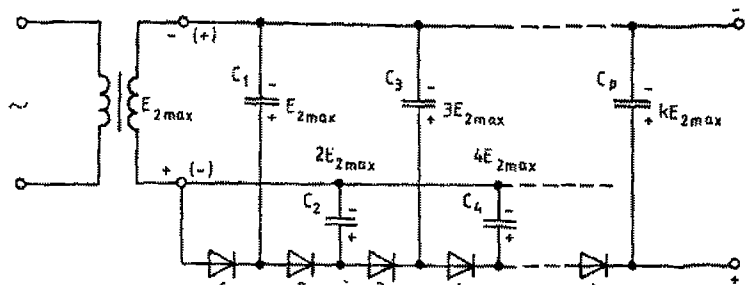 - (+)
-
C1 -
+ E2max
C3 -
+ 3E2max
Cp -
+ kE2max
~
E2max
+ (-)
2E2max
4E2max
C2 -
+
C4 -
+
+